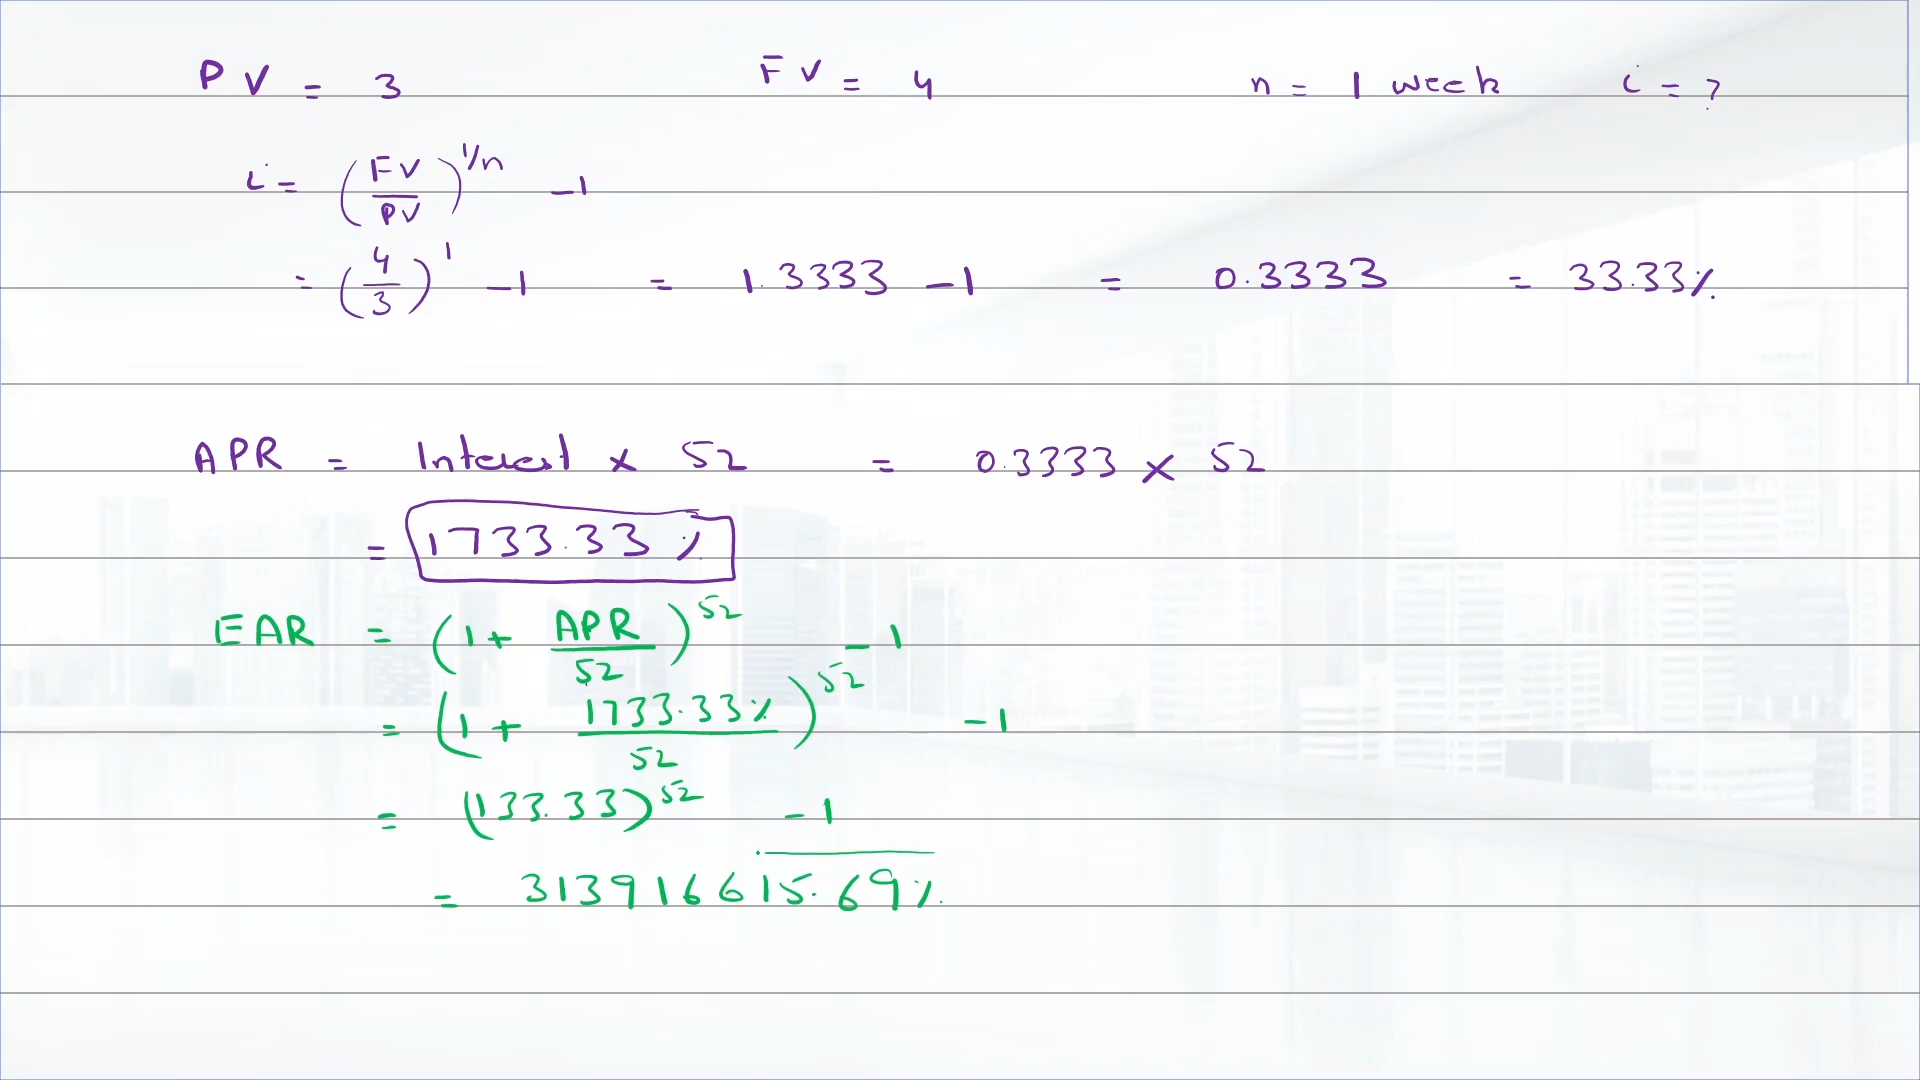 PV = 3 FV = 4 n = 1 week i = ?
i = (FV/PV)^1/n -1
= (4/3)^1 -1 = 1.3333 -1 = 0.3333 = 33.33%
APR = Interest x 52 = 0.3333 x 52
= 1733.33 %
EAR = (1 + APR/52)^52 -1
= (1 + 1733.33%/52)^52 -1
= (133.33)^52 -1
= 313916615.69%